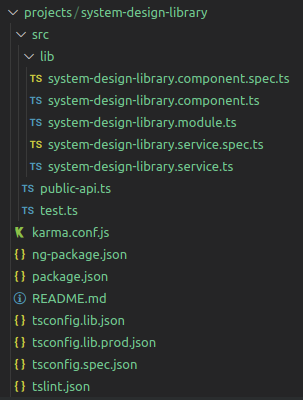 projects / system-design-library
src
lib
TS system-design-library.component.spec.ts
TS system-design-library.component.ts
TS system-design-library.module.ts
TS system-design-library.service.spec.ts
TS system-design-library.service.ts
TS public-api.ts
TS test.ts
K karma.conf.js
{ } ng-package.json
{ } package.json
README.md
{ } tsconfig.lib.json
{ } tsconfig.lib.prod.json
{ } tsconfig.spec.json
{ } tslint.json